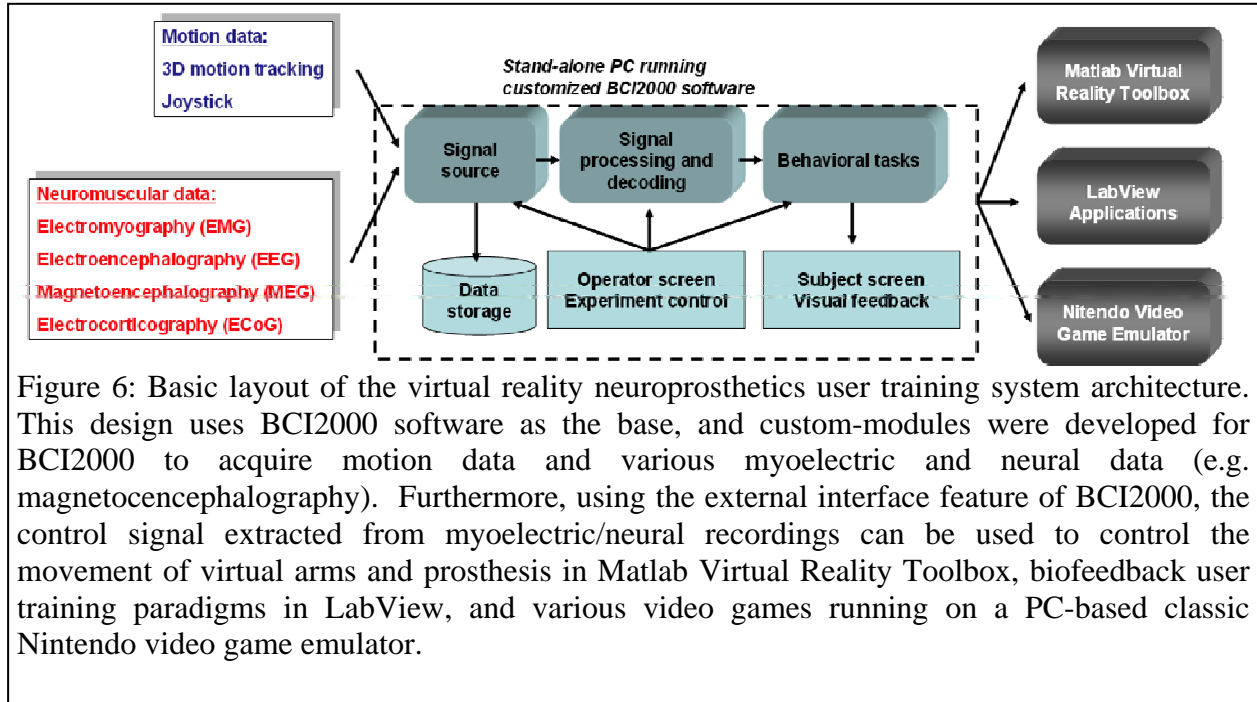 Motion data:
3D motion tracking
Joystick
Neuromuscular data:
Electromyography (EMG)
Electroencephalography (EEG)
Magnetoencephalography (MEG)
Electrocorticography (ECoG)
Stand-alone PC running
customized BCI2000 software
Signal
source
Signal
processing and
decoding
Behavioral tasks
Data
storage
Operator screen
Experiment control
Subject screen
Visual feedback
Matlab Virtual
Reality Toolbox
LabView
Applications
Nitendo Video
Game Emulator
Figure 6: Basic layout of the virtual reality neuroprosthetics user training system architecture.
This design uses BCI2000 software as the base, and custom-modules were developed for
BCI2000 to acquire motion data and various myoelectric and neural data (e.g.
magnetocencephalography). Furthermore, using the external interface feature of BCI2000, the
control signal extracted from myoelectric/neural recordings can be used to control the
movement of virtual arms and prosthesis in Matlab Virtual Reality Toolbox, biofeedback user
training paradigms in LabView, and various video games running on a PC-based classic
Nintendo video game emulator.